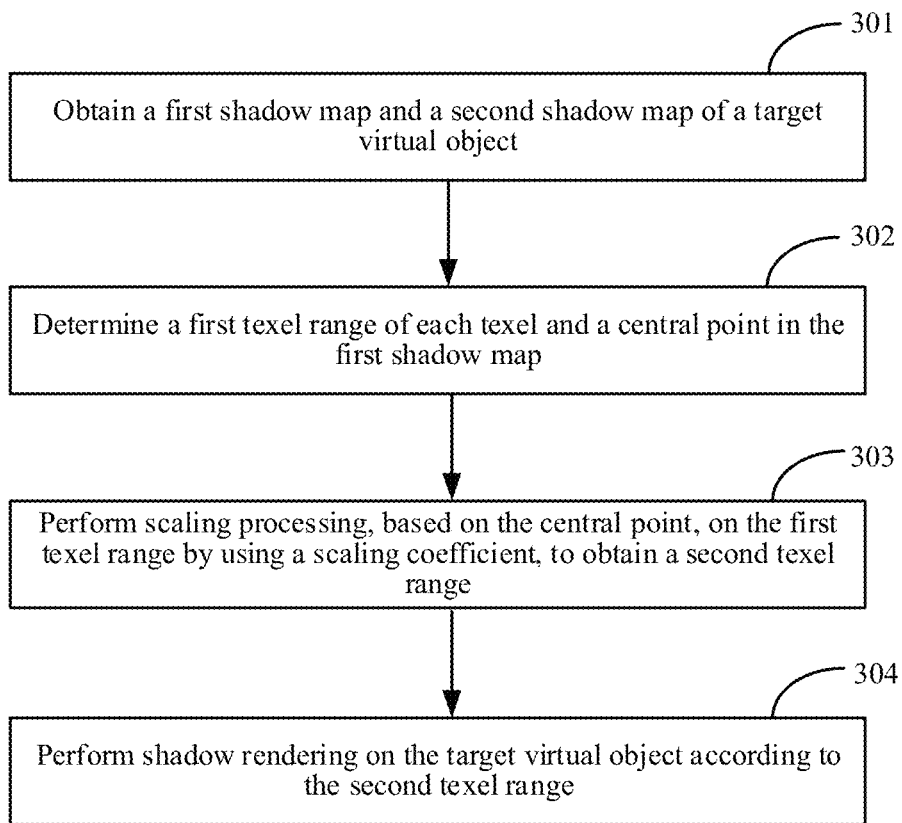 301
Obtain a first shadow map and a second shadow map of a target
virtual object
302
Determine a first texel range of each texel and a central point in the
first shadow map
303
Perform scaling processing, based on the central point, on the first
texel range by using a scaling coefficient, to obtain a second texel
range
304
Perform shadow rendering on the target virtual object according to
the second texel range